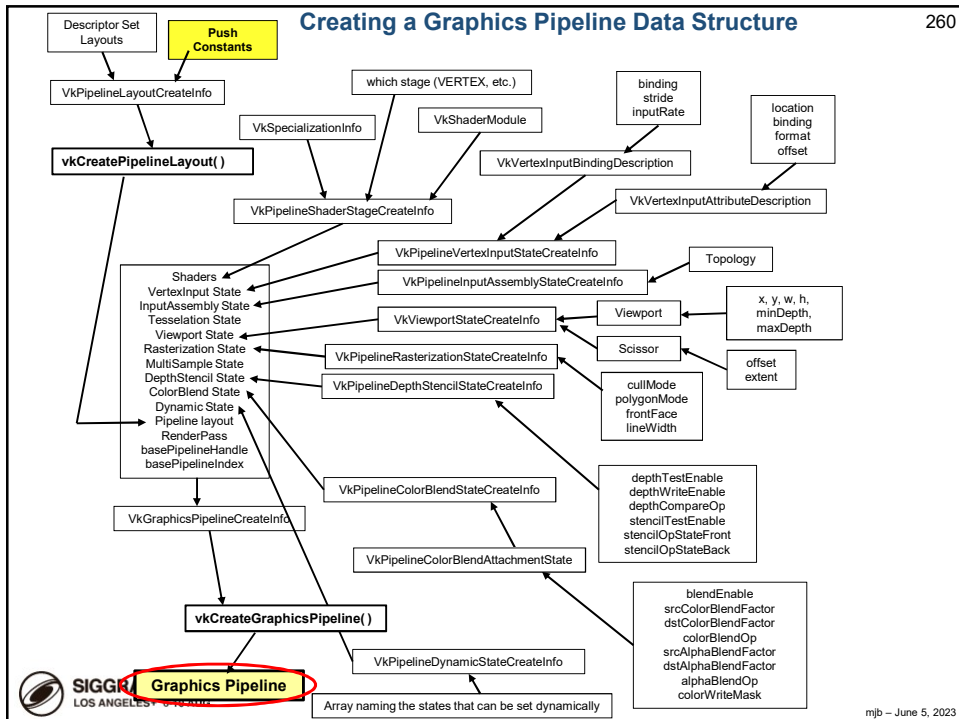 Creating a Graphics Pipeline Data Structure
260
Descriptor Set
Layouts
Push
Constants
VkPipelineLayoutCreateInfo
which stage (VERTEX, etc.)
binding
stride
inputRate
location
binding
format
offset
VkSpecializationInfo
VkShaderModule
vkCreatePipelineLayout( )
VkVertexInputBindingDescription
VkPipelineShaderStageCreateInfo
VkVertexInputAttributeDescription
VkPipelineVertexInputStateCreateInfo
Topology
VkPipelineInputAssemblyStateCreateInfo
Shaders
VertexInput State
InputAssembly State
Tesselation State
Viewport State
Rasterization State
MultiSample State
DepthStencil State
ColorBlend State
Dynamic State
Pipeline layout
RenderPass
basePipelineHandle
basePipelineIndex
VkViewportStateCreateInfo
Viewport
x, y, w, h,
minDepth,
maxDepth
Scissor
offset
extent
VkPipelineRasterizationStateCreateInfo
cullMode
polygonMode
frontFace
lineWidth
VkPipelineDepthStencilStateCreateInfo
depthTestEnable
depthWriteEnable
depthCompareOp
stencilTestEnable
stencilOpStateFront
stencilOpStateBack
VkPipelineColorBlendStateCreateInfo
VkGraphicsPipelineCreateInfo
VkPipelineColorBlendAttachmentState
blendEnable
srcColorBlendFactor
dstColorBlendFactor
colorBlendOp
srcAlphaBlendFactor
dstAlphaBlendFactor
alphaBlendOp
colorWriteMask
vkCreateGraphicsPipeline( )
VkPipelineDynamicStateCreateInfo
Graphics Pipeline
Array naming the states that can be set dynamically
LOS ANGELES
mjb – June 5, 2023